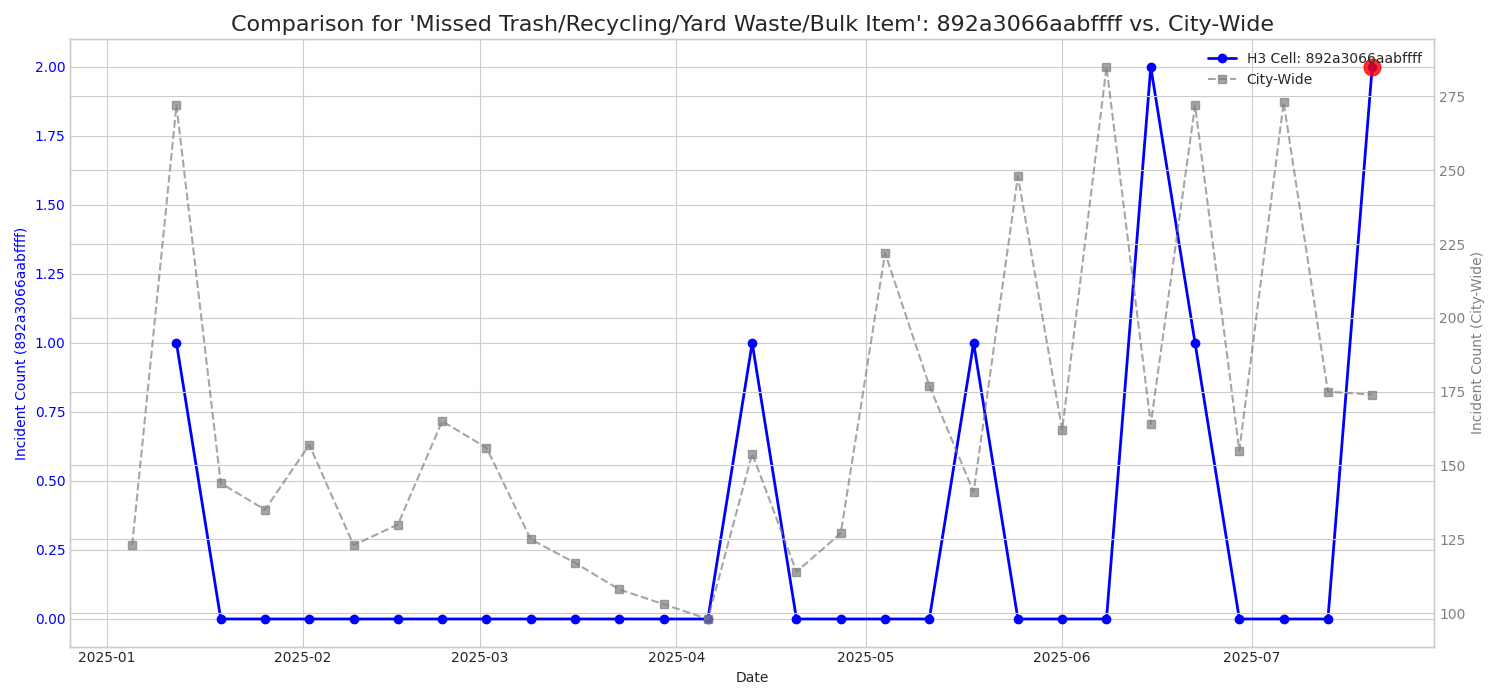 Comparison for 'Missed Trash/Recycling/Yard Waste/Bulk Item': 892a3066aabffff vs. City-Wide
H3 Cell: 892a3066aabffff
City-Wide
Incident Count (892a3066aabffff)
2.00
1.75
1.50
1.25
1.00
0.75
0.50
0.25
0.00
275
250
225
200
175
150
125
100
Incident Count (City-Wide)
2025-01 2025-02 2025-03 2025-04 2025-05 2025-06 2025-07
Date